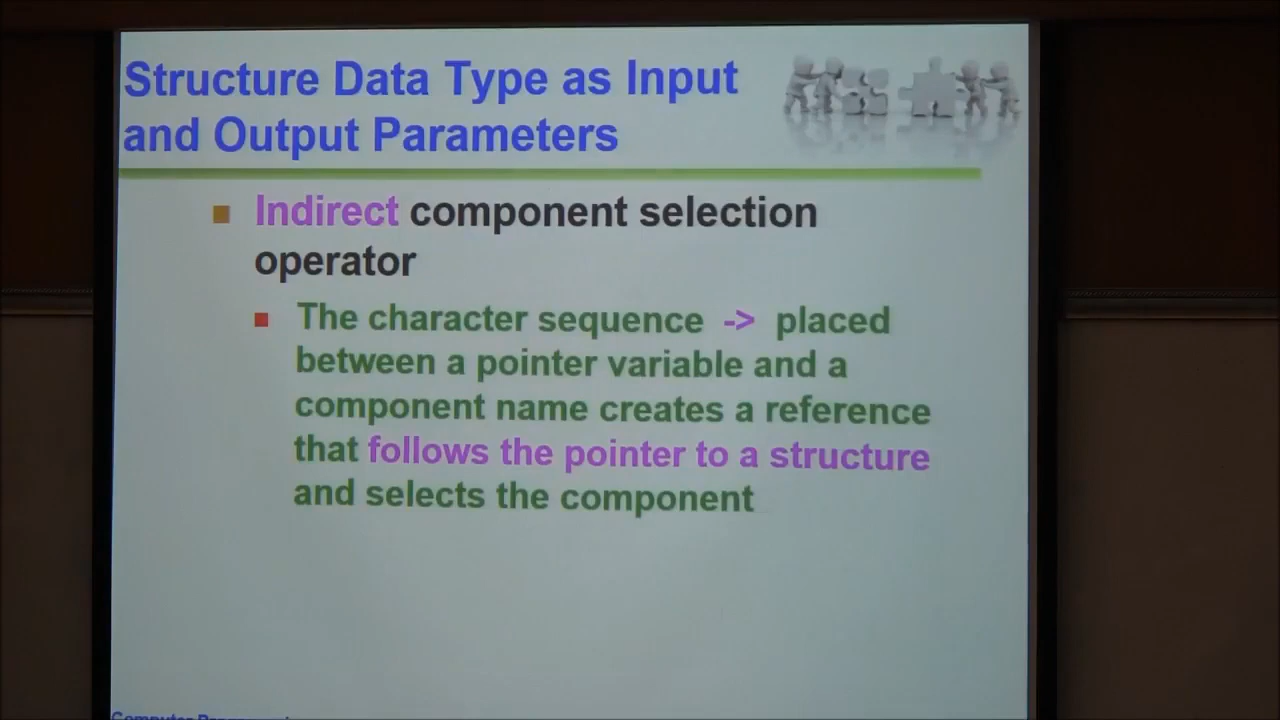 Structure Data Type as Input
and Output Parameters
Indirect component selection
operator
The character sequence -> placed
between a pointer variable and a
component name creates a reference
that follows the pointer to a structure
and selects the component
Computer